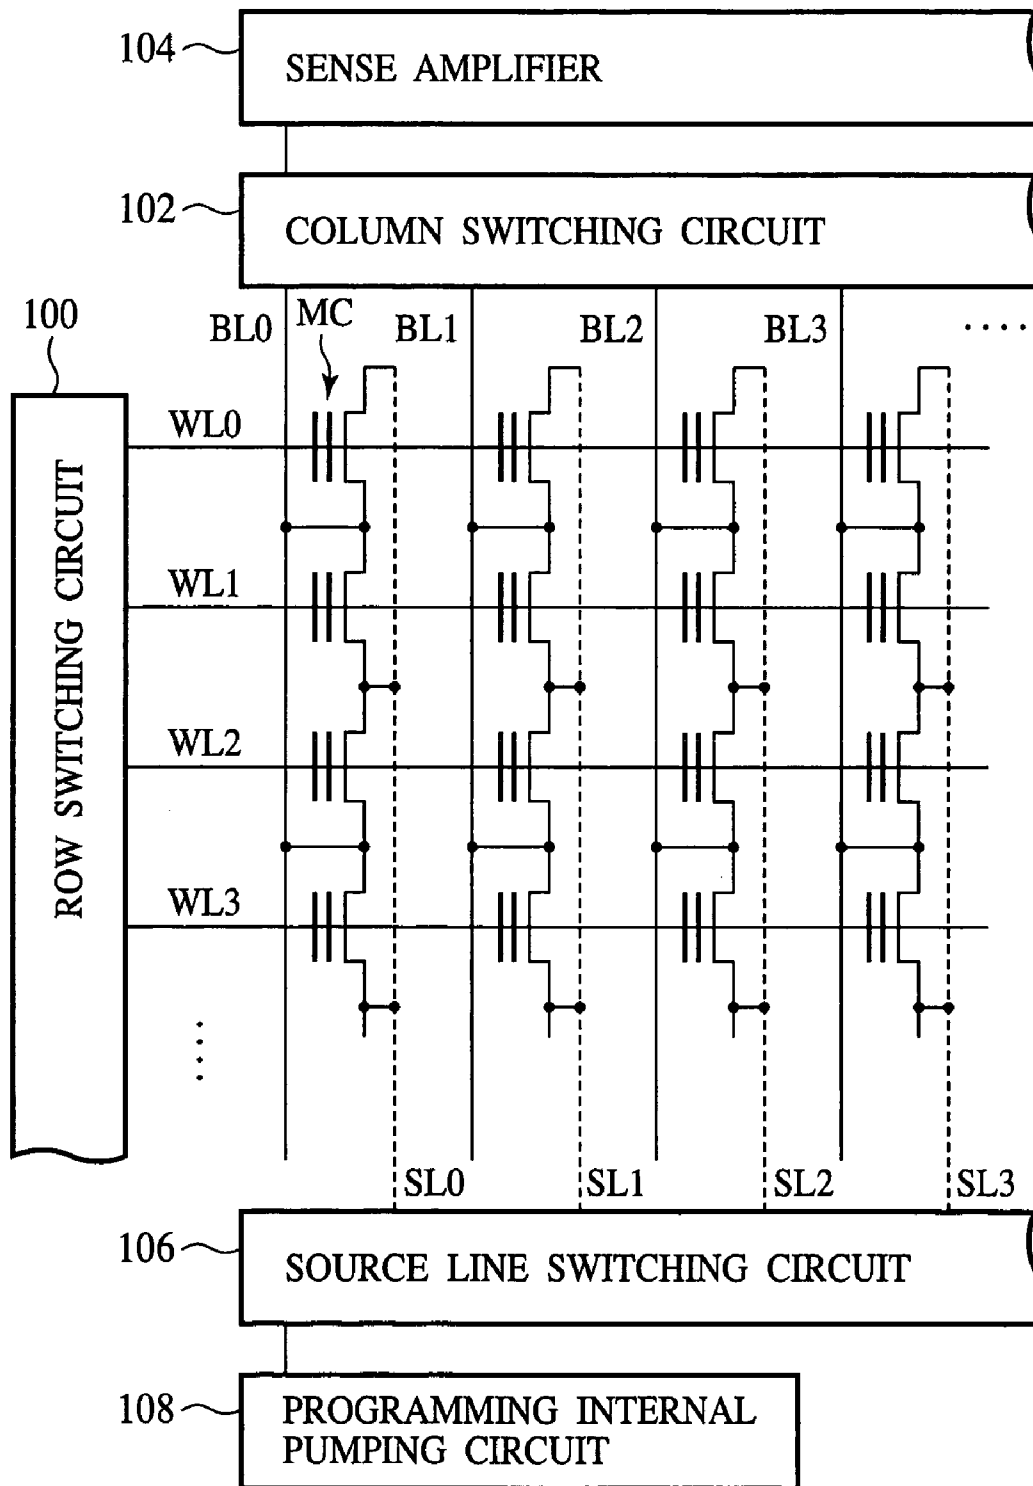 104
SENSE AMPLIFIER
102
COLUMN SWITCHING CIRCUIT
100
BL0
MC
BL1
BL2
BL3
.....
ROW SWITCHING CIRCUIT
WL0
WL1
WL2
WL3
....
SL0
SL1
SL2
SL3
106
SOURCE LINE SWITCHING CIRCUIT
108
PROGRAMMING INTERNAL
PUMPING CIRCUIT